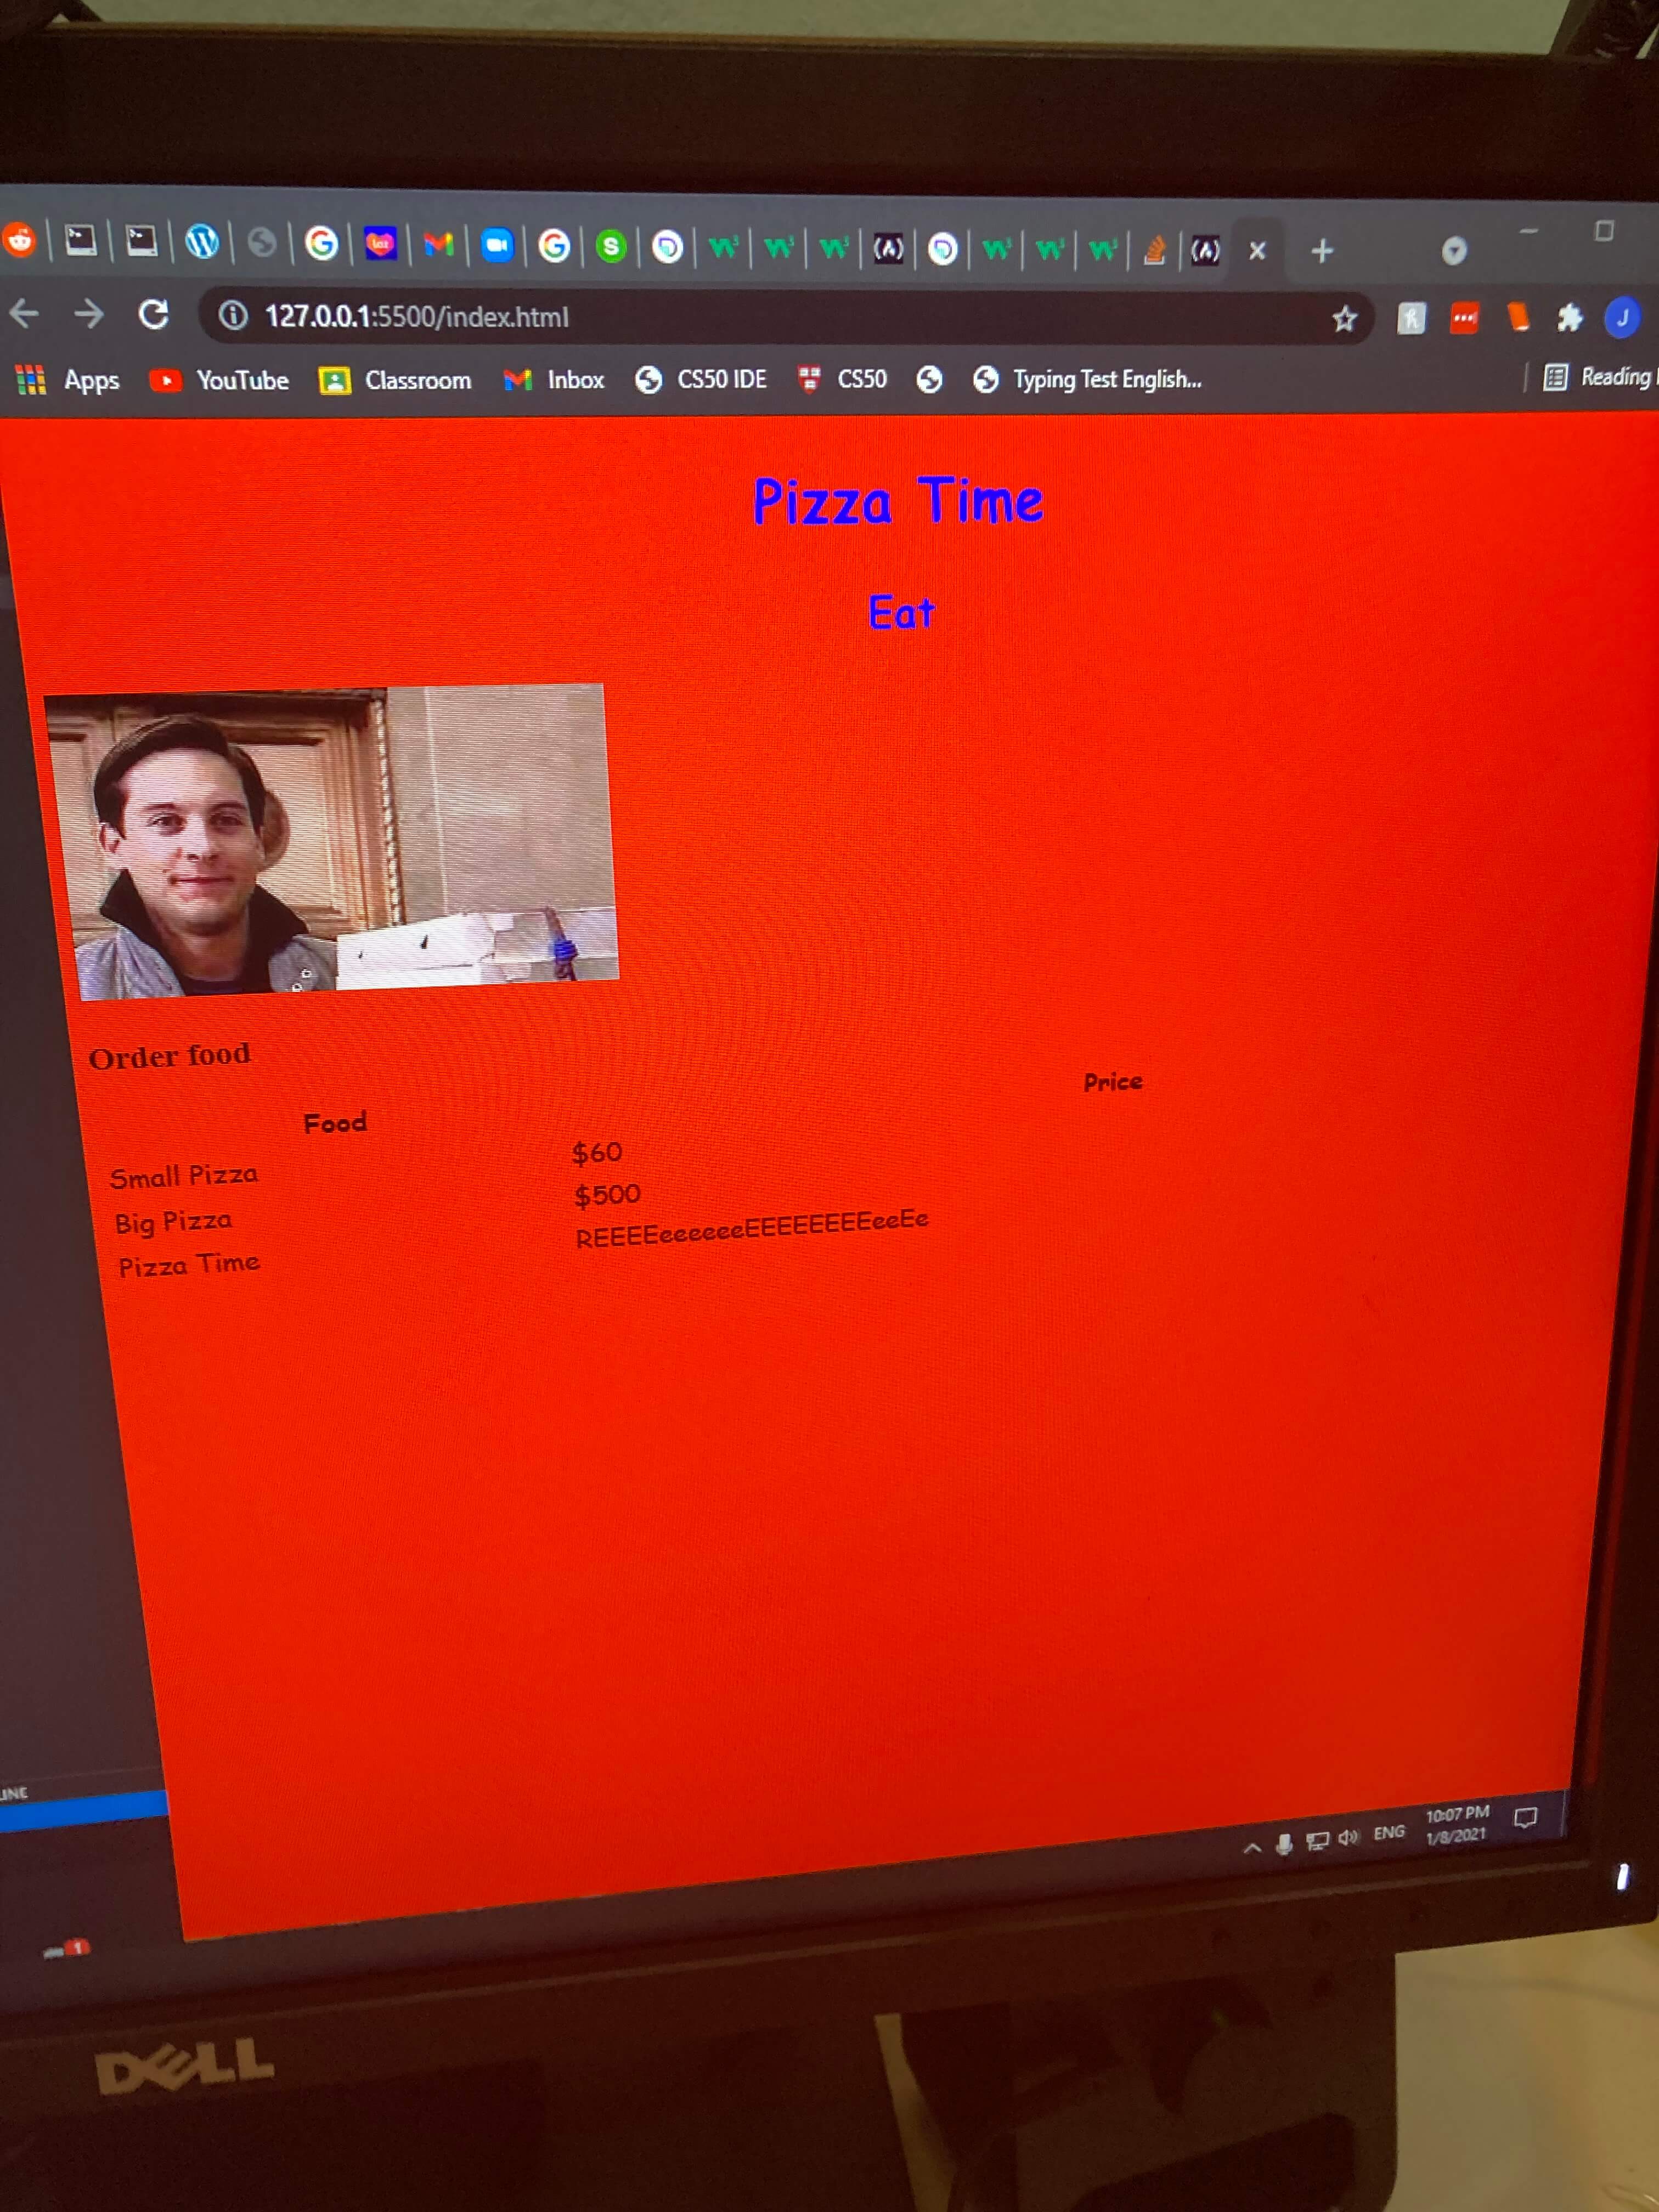 127.0.0.1:5500/index.html
Apps YouTube Classroom Inbox CS50 IDE CS50 Typing Test English... Reading
Pizza Time
Eat
Order food
Food Price
Small Pizza $60
Big Pizza $500
Pizza Time REEEEeeeeeeEEEEEEEEeeEe
ENG 10:07 PM
1/8/2021
1
DELL